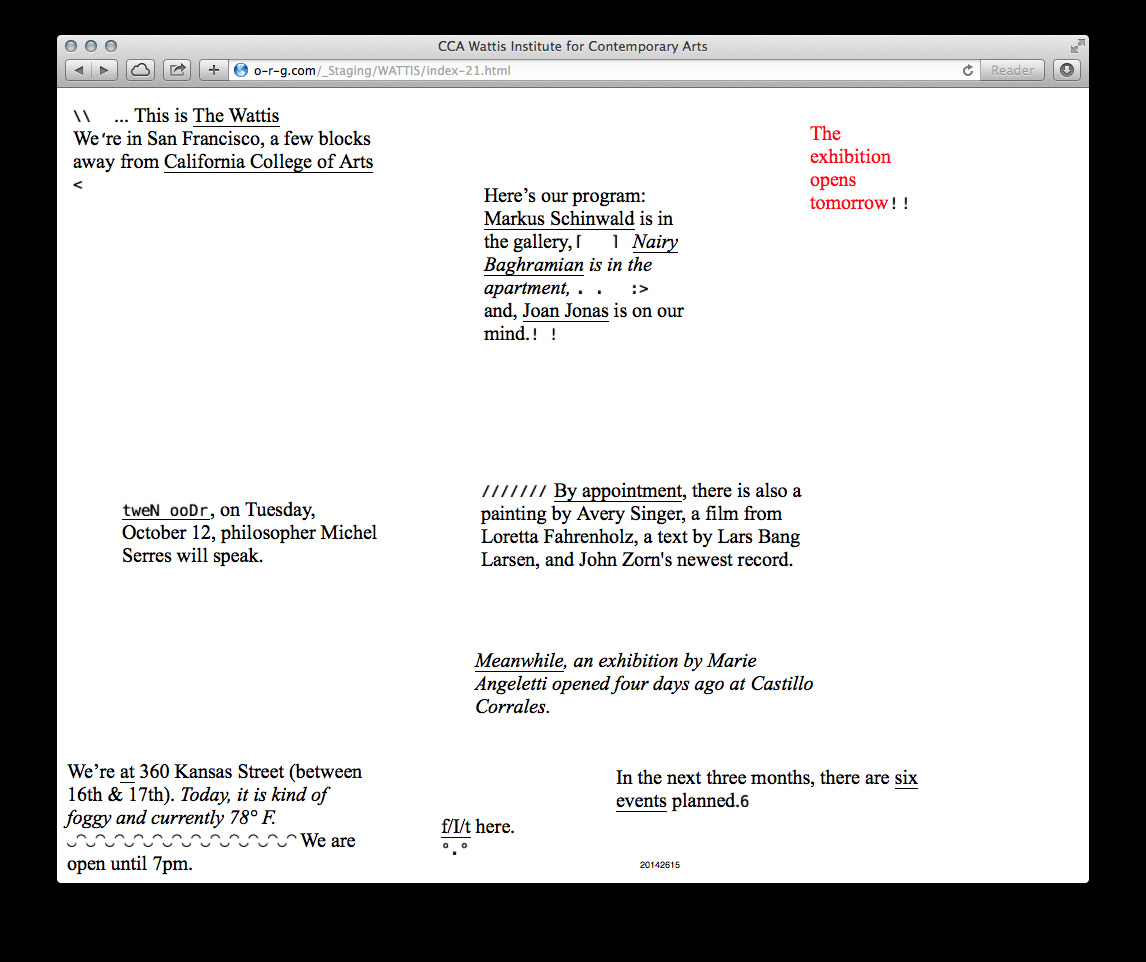 CCA Wattis Institute for Contemporary Arts
o-r-g.com/_Staging/WATTIS/index-21.html
Reader
\\ ... This is The Wattis
We're in San Francisco, a few blocks
away from California College of Arts
<
The
exhibition
opens
tomorrow!!
Here’s our program:
Markus Schinwald is in
the gallery,⌈ ⌉ Nairy
Baghramian is in the
apartment, . . :>
and, Joan Jonas is on our
mind.! !
tweN ooDr, on Tuesday,
October 12, philosopher Michel
Serres will speak.
/////// By appointment, there is also a
painting by Avery Singer, a film from
Loretta Fahrenholz, a text by Lars Bang
Larsen, and John Zorn's newest record.
Meanwhile, an exhibition by Marie
Angeletti opened four days ago at Castillo
Corrales.
We’re at 360 Kansas Street (between
16th & 17th). Today, it is kind of
foggy and currently 78° F.
◡◠◡◠◡◠◡◠◡◠◡◠◡◠◡◠◡◠◡◠◡◠◡◠ We are
open until 7pm.
In the next three months, there are six
events planned.6
f/I/t here.
°.°
20142615